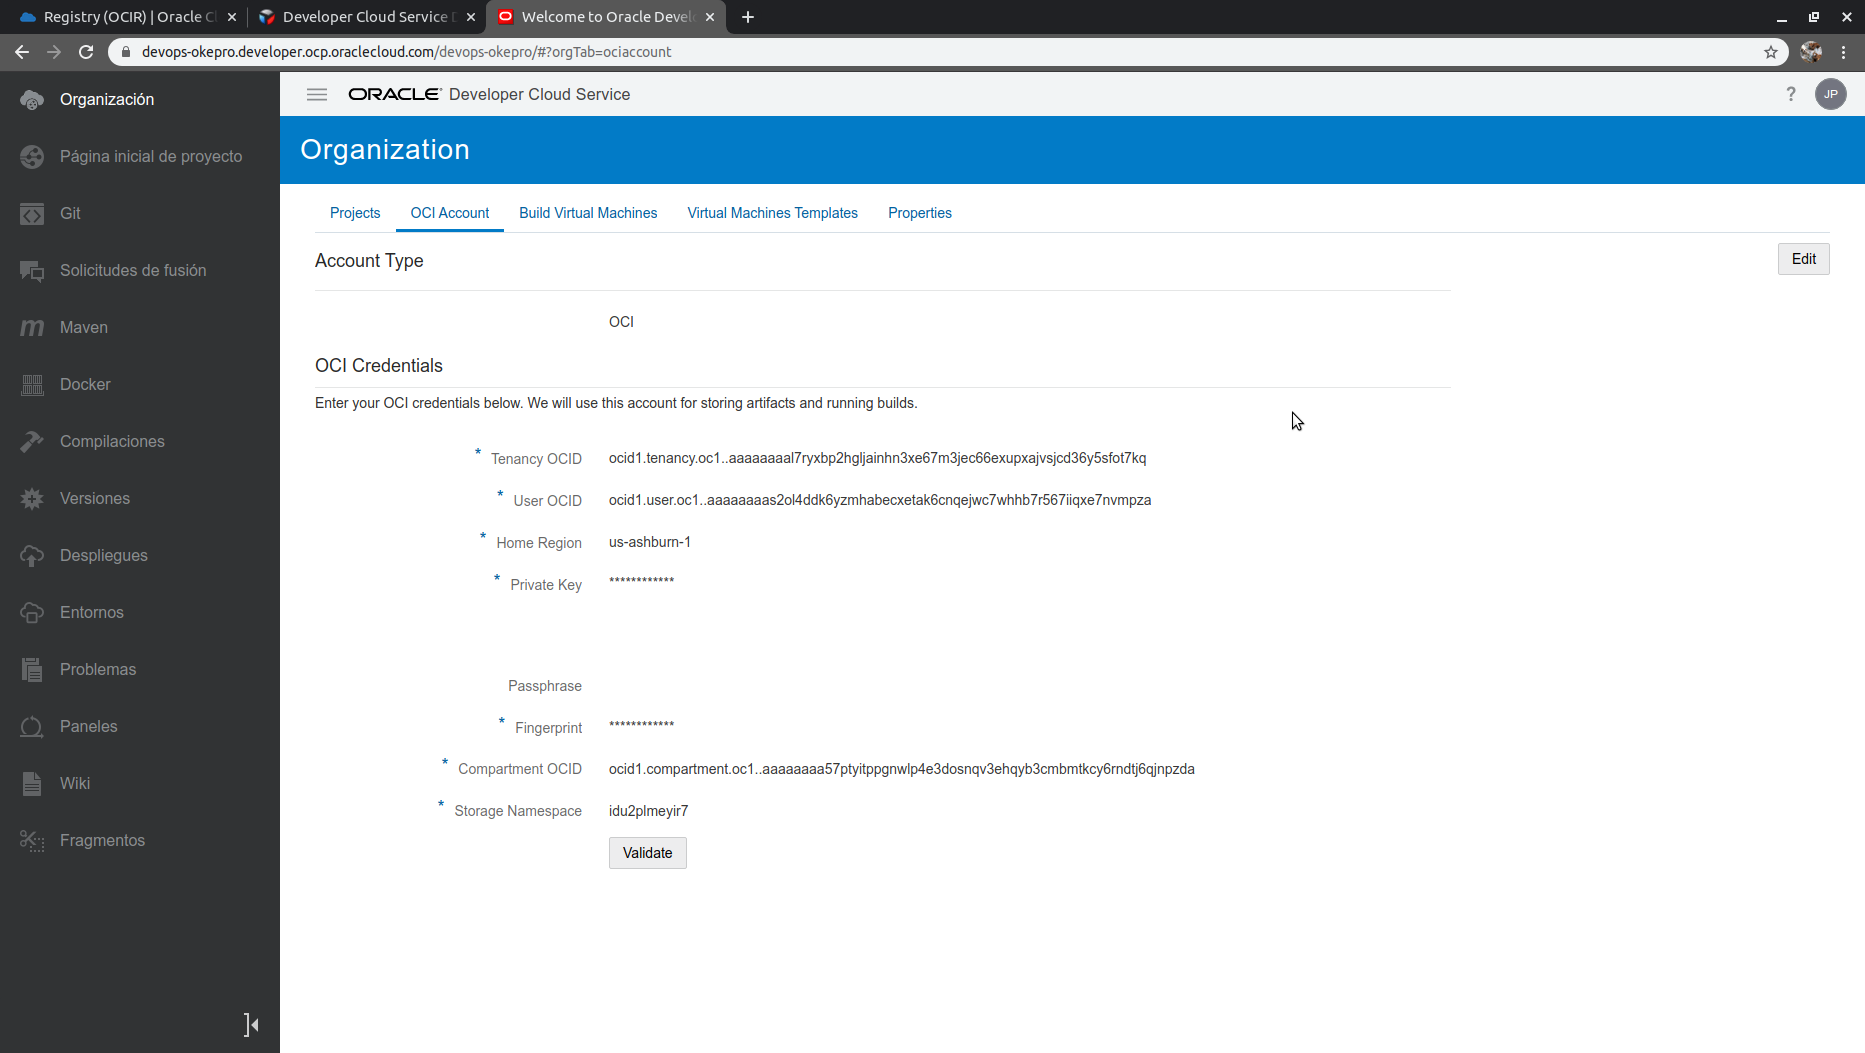 Registry (OCIR) | Oracle Cl
Developer Cloud Service D
Welcome to Oracle Devel
devops-okepro.developer.ocp.oraclecloud.com/devops-okepro/#?orgTab=ociaccount
Organización
Página inicial de proyecto
Git
Solicitudes de fusión
Maven
Docker
Compilaciones
Versiones
Despliegues
Entornos
Problemas
Paneles
Wiki
Fragmentos
ORACLE Developer Cloud Service
? JP
Organization
Projects OCI Account Build Virtual Machines Virtual Machines Templates Properties
Account Type
Edit
OCI
OCI Credentials
Enter your OCI credentials below. We will use this account for storing artifacts and running builds.
* Tenancy OCID ocid1.tenancy.oc1..aaaaaaaal7ryxbp2hgljainhn3xe67m3jec66exupxajvsjcd36y5sfot7kq
* User OCID ocid1.user.oc1..aaaaaaaas2ol4ddk6yzmhabecxetak6cnqejwc7whhb7r567iiqxe7nvmpza
* Home Region us-ashburn-1
* Private Key ************
Passphrase
* Fingerprint ************
* Compartment OCID ocid1.compartment.oc1..aaaaaaaa57ptyitppgnwlp4e3dosnqv3ehqyb3cmbmtkcy6rndtj6qjnpzda
* Storage Namespace idu2plmeyir7
Validate